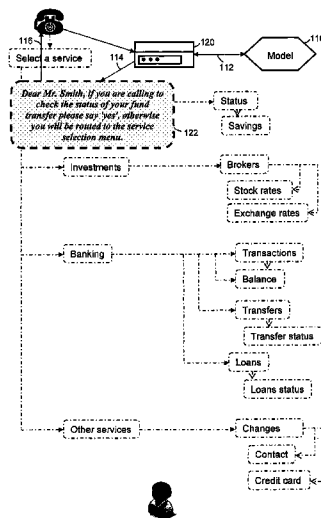 116
114
120
110
Model
112
Select a service
Dear Mr. Smith, if you are calling to
check the status of your fund
transfer please say 'yes', otherwise
you will be routed to the service
selection menu.
122
Status
Savings
Investments
Brokers
Stock rates
Exchange rates
Banking
Transactions
Balance
Transfers
Transfer status
Loans
Loans status
Other services
Changes
Contact
Credit card